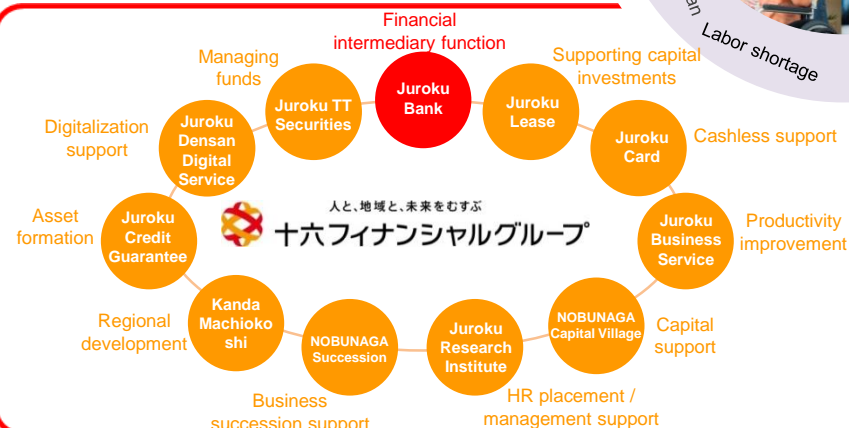 Financial
intermediary function
Labor shortage
Managing
funds
Supporting capital
investments
Juroku
Bank
Juroku TT
Securities
Juroku
Lease
Digitalization
support
Juroku
Densan
Digital
Service
Juroku
Card
Cashless support
Asset
formation
Juroku
Credit
Guarantee
人と、地域と、未来をむすぶ
十六フィナンシャルグループ
Juroku
Business
Service
Productivity
improvement
Regional
development
Kanda
Machioko
shi
NOBUNAGA
Succession
Juroku
Research
Institute
NOBUNAGA
Capital Village
Capital
support
Business
succession support
HR placement /
management support